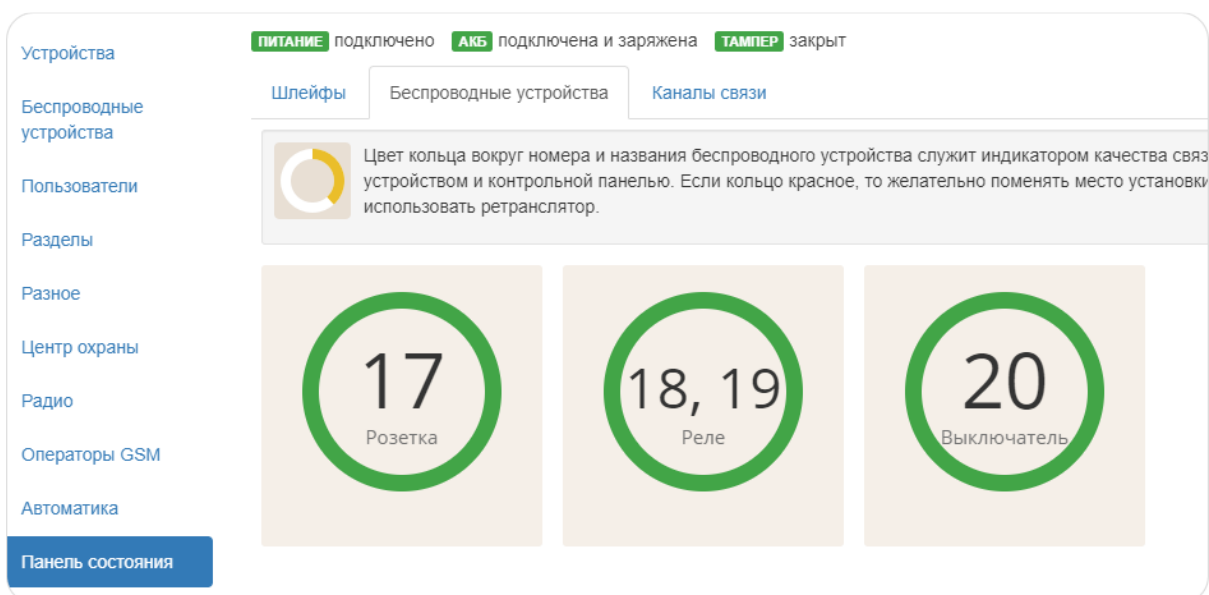 Устройства
Беспроводные
устройства
Пользователи
Разделы
Разное
Центр охраны
Радио
Операторы GSM
Автоматика
Панель состояния
ПИТАНИЕ подключено АКБ подключена и заряжена ТАМПЕР закрыт
Шлейфы Беспроводные устройства Каналы связи
Цвет кольца вокруг номера и названия беспроводного устройства служит индикатором качества связ
устройством и контрольной панелью. Если кольцо красное, то желательно поменять место установки
использовать ретранслятор.
17
Розетка
18, 19
Реле
20
Выключатель